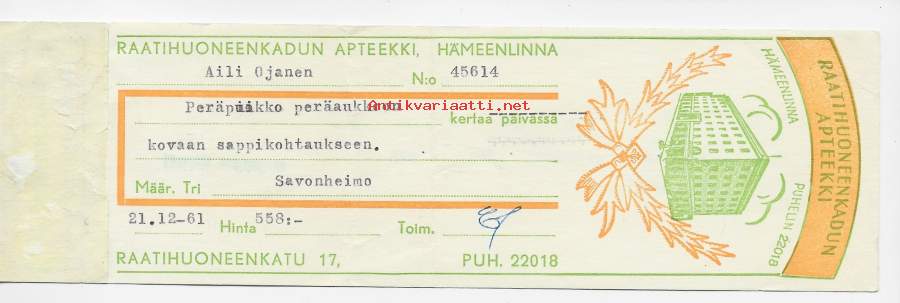 RAATIHUONEENKADUN APTEEKKI, HÄMEENLINNA
Aili Ojanen N:o 45614
Peräpuikko peräaukkoon
Antikvariaatti.net
kertaa päivässä
kovaan sappikohtaukseen.
Määr. Tri Savonheimo
21.12-61 Hinta 558:- Toim.
RAATIHUONEENKATU 17, PUH. 22018
HÄMEENLINNA
PUHELIN 22018
RAATIHUONEENKADUN
APTEEKKI